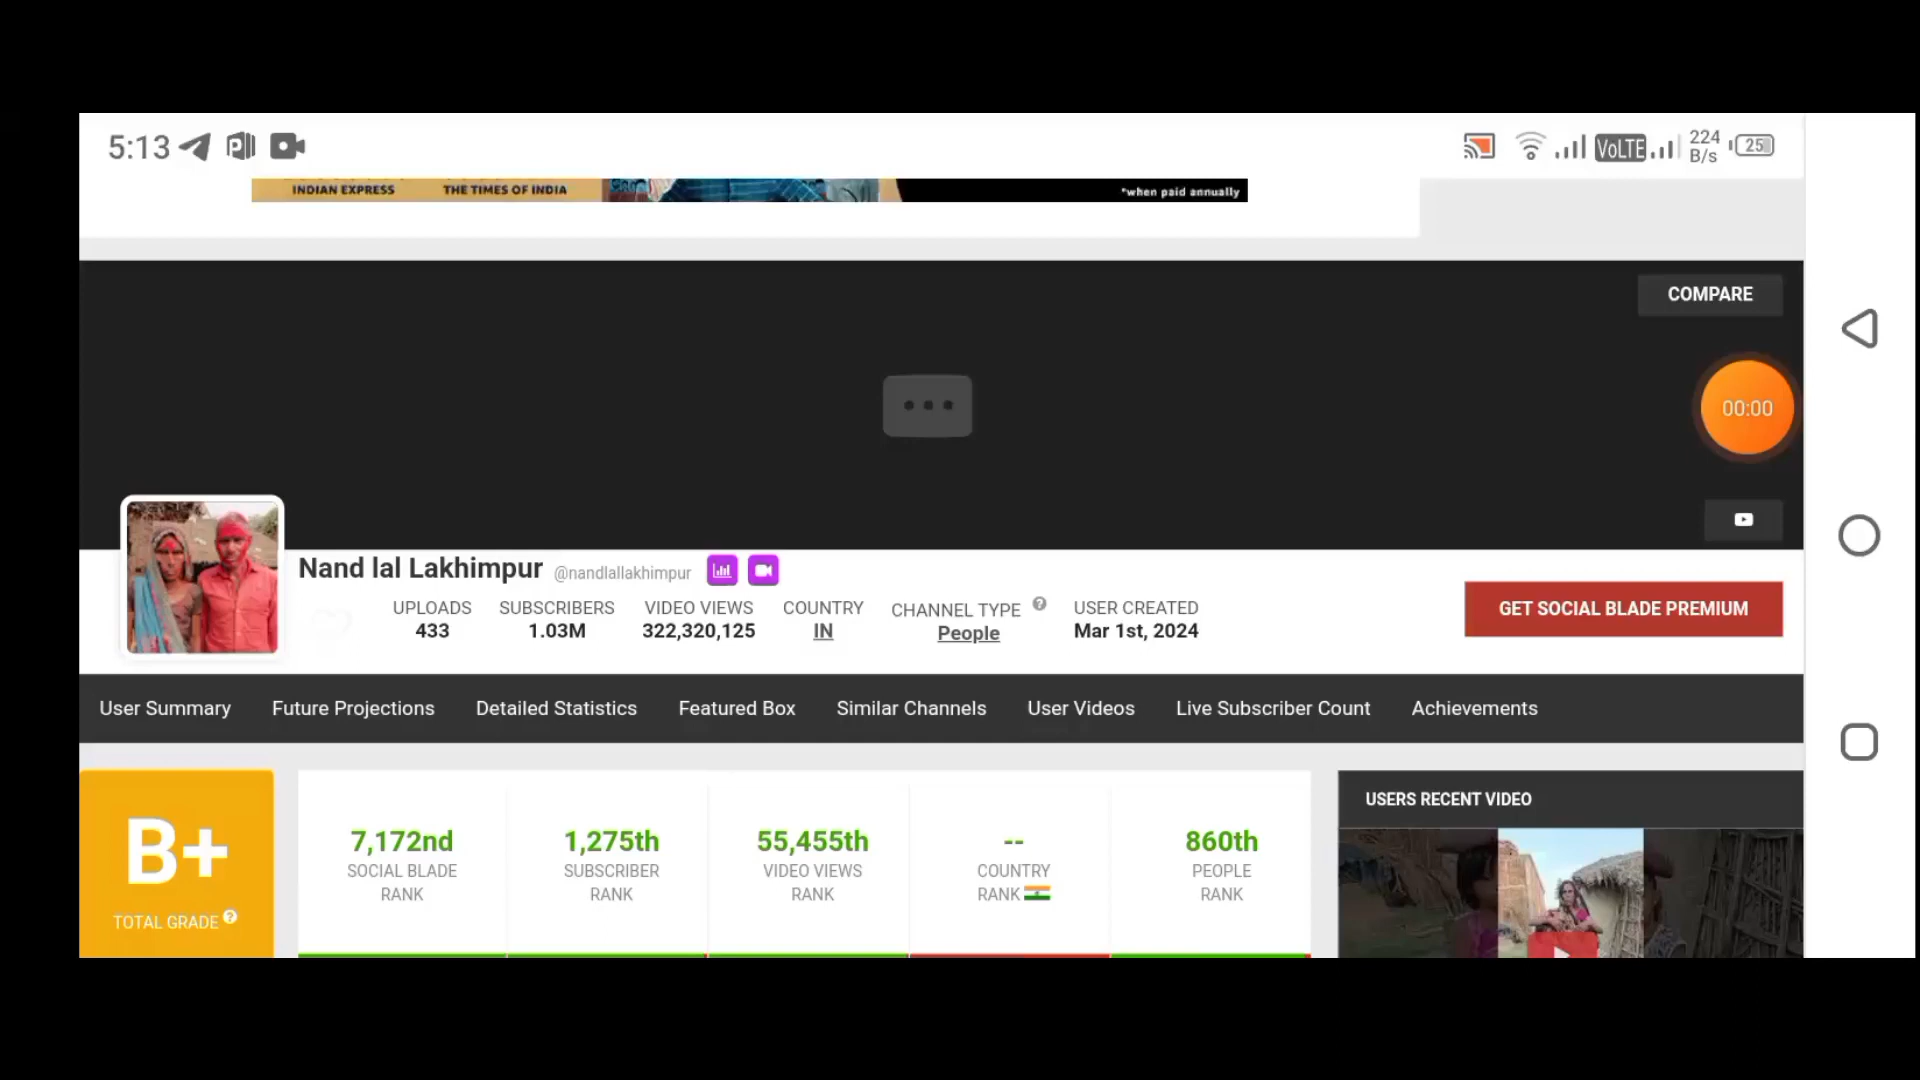 5:13
VoLTE
224
B/s
25
INDIAN EXPRESS THE TIMES OF INDIA
*when paid annually
COMPARE
00:00
Nand lal Lakhimpur @nandlallakhimpur
UPLOADS SUBSCRIBERS VIDEO VIEWS COUNTRY CHANNEL TYPE ? USER CREATED
433 1.03M 322,320,125 IN People Mar 1st, 2024
GET SOCIAL BLADE PREMIUM
User Summary Future Projections Detailed Statistics Featured Box Similar Channels User Videos Live Subscriber Count Achievements
B+
TOTAL GRADE ?
7,172nd 1,275th 55,455th -- 860th
SOCIAL BLADE SUBSCRIBER VIDEO VIEWS COUNTRY PEOPLE
RANK RANK RANK RANK RANK
USERS RECENT VIDEO